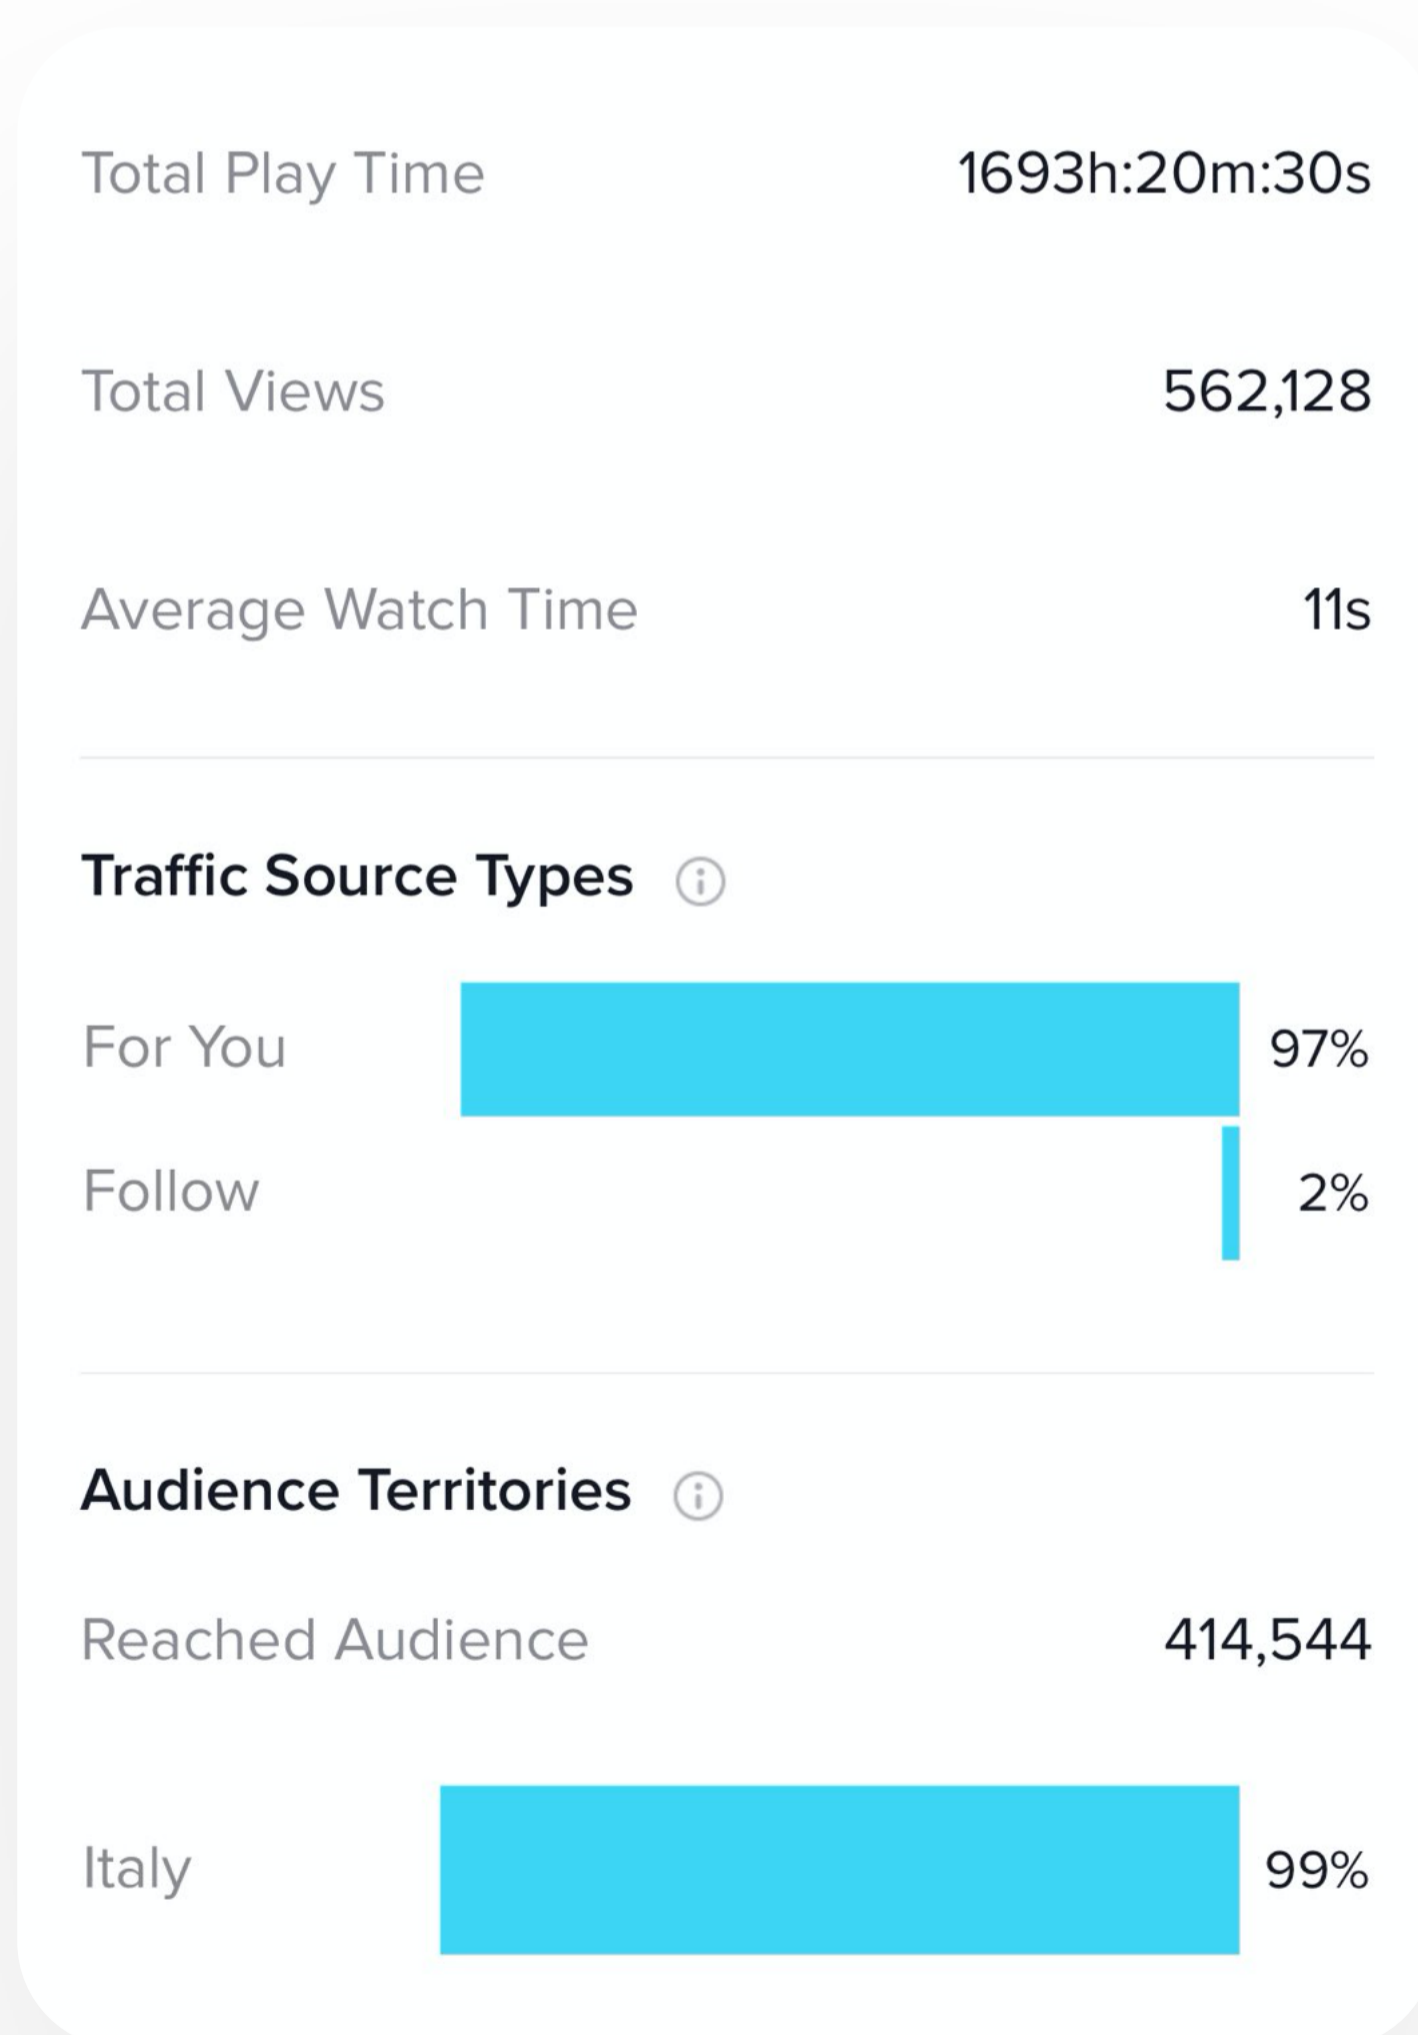 Total Play Time 1693h:20m:30s
Total Views 562,128
Average Watch Time 11s
Traffic Source Types
For You 97%
Follow 2%
Audience Territories
Reached Audience 414,544
Italy 99%